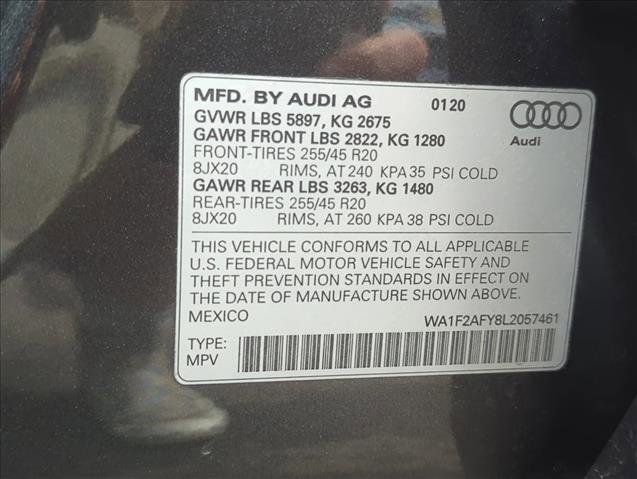 MFD. BY AUDI AG 0120
GVWR LBS 5897, KG 2675
GAWR FRONT LBS 2822, KG 1280
FRONT-TIRES 255/45 R20
8JX20 RIMS, AT 240 KPA 35 PSI COLD
GAWR REAR LBS 3263, KG 1480
REAR-TIRES 255/45 R20
8JX20 RIMS, AT 260 KPA 38 PSI COLD
Audi
THIS VEHICLE CONFORMS TO ALL APPLICABLE
U.S. FEDERAL MOTOR VEHICLE SAFETY AND
THEFT PREVENTION STANDARDS IN EFFECT ON
THE DATE OF MANUFACTURE SHOWN ABOVE.
MEXICO WA1F2AFY8L2057461
TYPE:
MPV